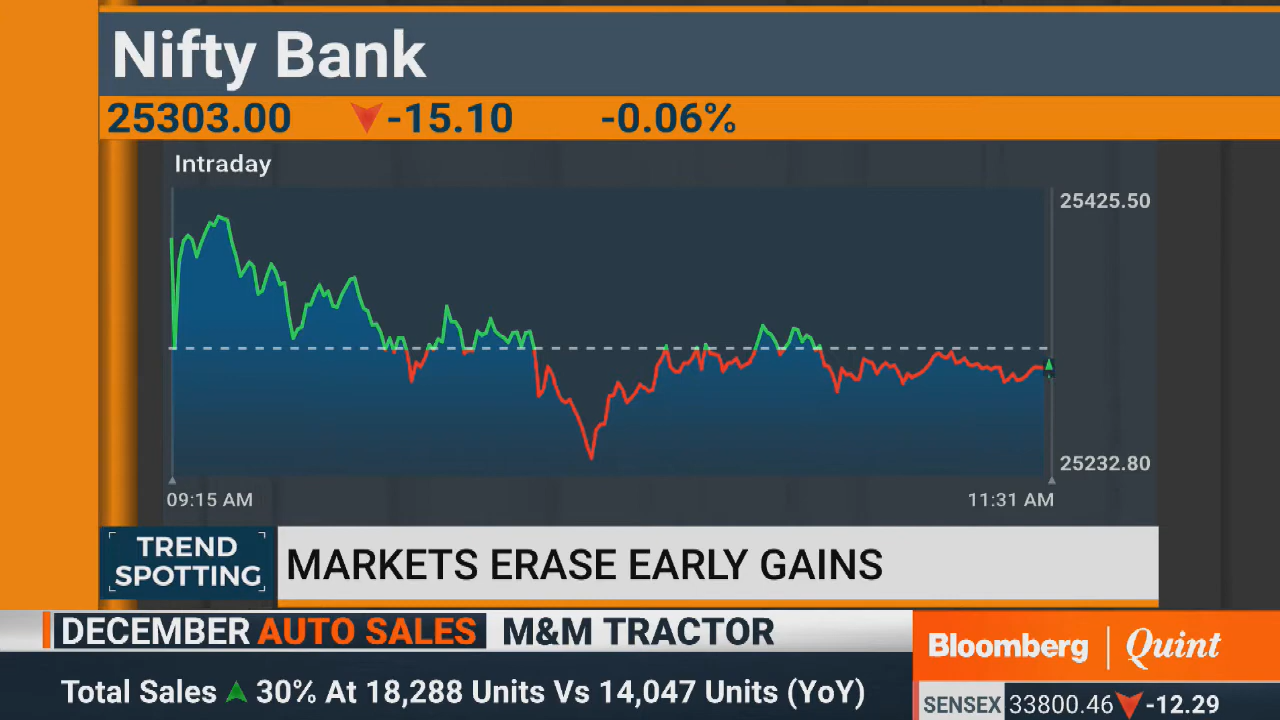 Nifty Bank
25303.00 -15.10 -0.06%
Intraday
25425.50
25232.80
09:15 AM 11:31 AM
TREND SPOTTING
MARKETS ERASE EARLY GAINS
DECEMBER AUTO SALES M&M TRACTOR
Total Sales 30% At 18,288 Units Vs 14,047 Units (YoY)
Bloomberg | Quint
SENSEX 33800.46 -12.29